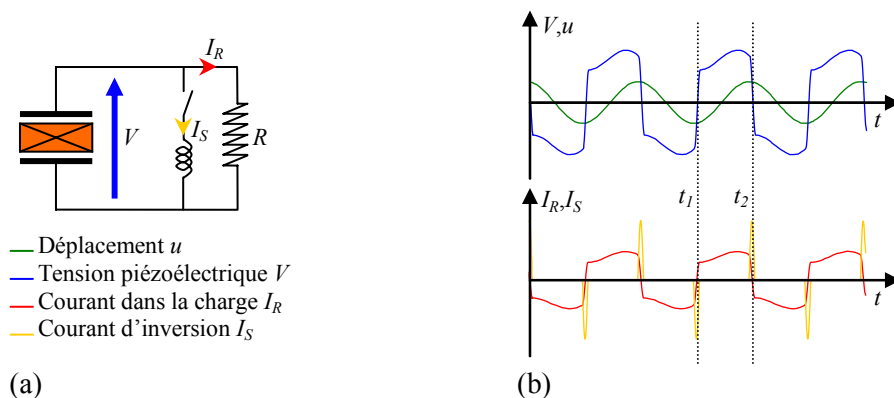 I_R
V
I_S
R
Déplacement u
Tension piézoélectrique V
Courant dans la charge I_R
Courant d'inversion I_S
(a)
V,u
t
t_1
t_2
I_R,I_S
t
(b)